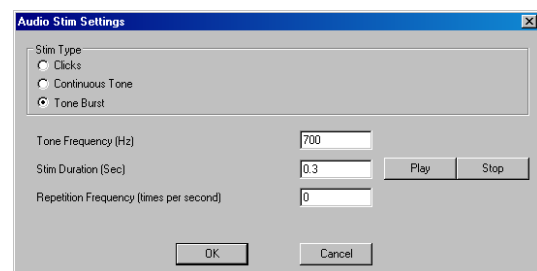 Audio Stim Settings
Stim Type
Clicks
Continuous Tone
Tone Burst
Tone Frequency (Hz) 700
Stim Duration (Sec) 0.3 Play Stop
Repetition Frequency (times per second) 0
OK Cancel